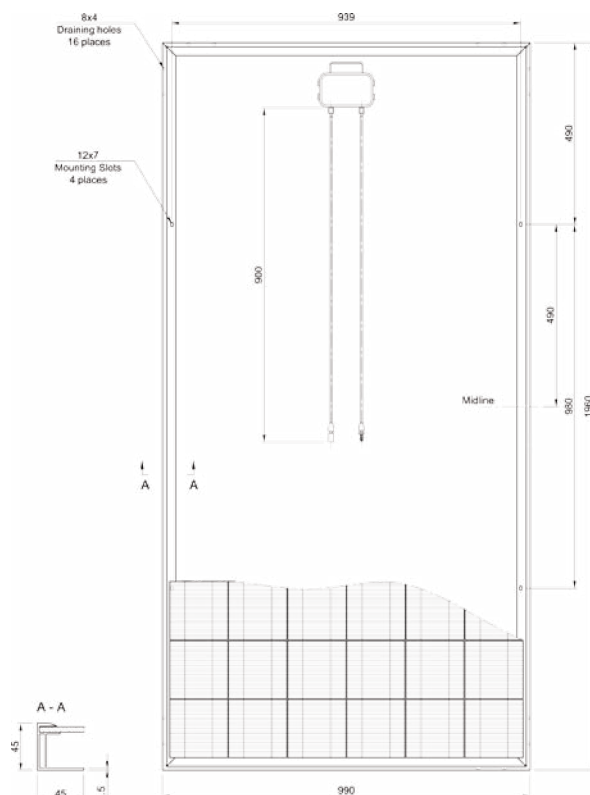 8x4
Draining holes
16 places
939
12x7
Mounting Slots
4 places
490
900
490
980
1960
Midline
A
A
A - A
45
45
990